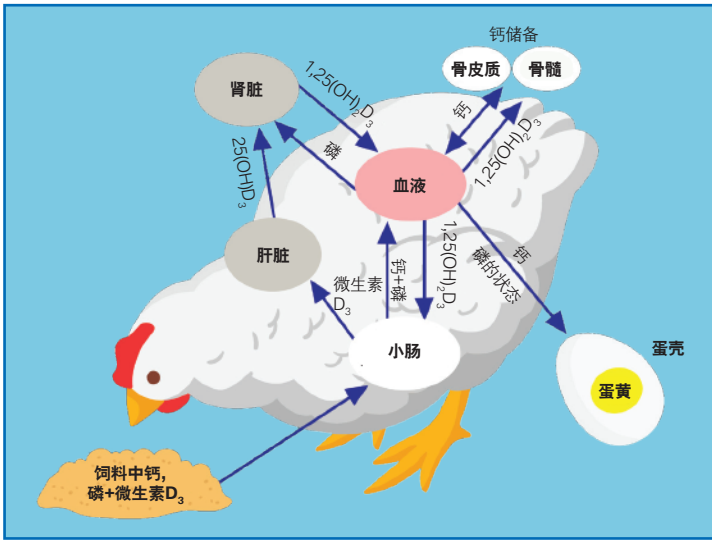 钙储备
骨皮质
骨髓
肾脏
1,25(OH)₂D₃
钙
1,25(OH)₂D₃
磷
25(OH)D₃
血液
肝脏
微生素
D₃
钙+磷
1,25(OH)₂D₃
钙
磷的状态
小肠
蛋壳
蛋黄
饲料中钙,
磷+微生素D₃